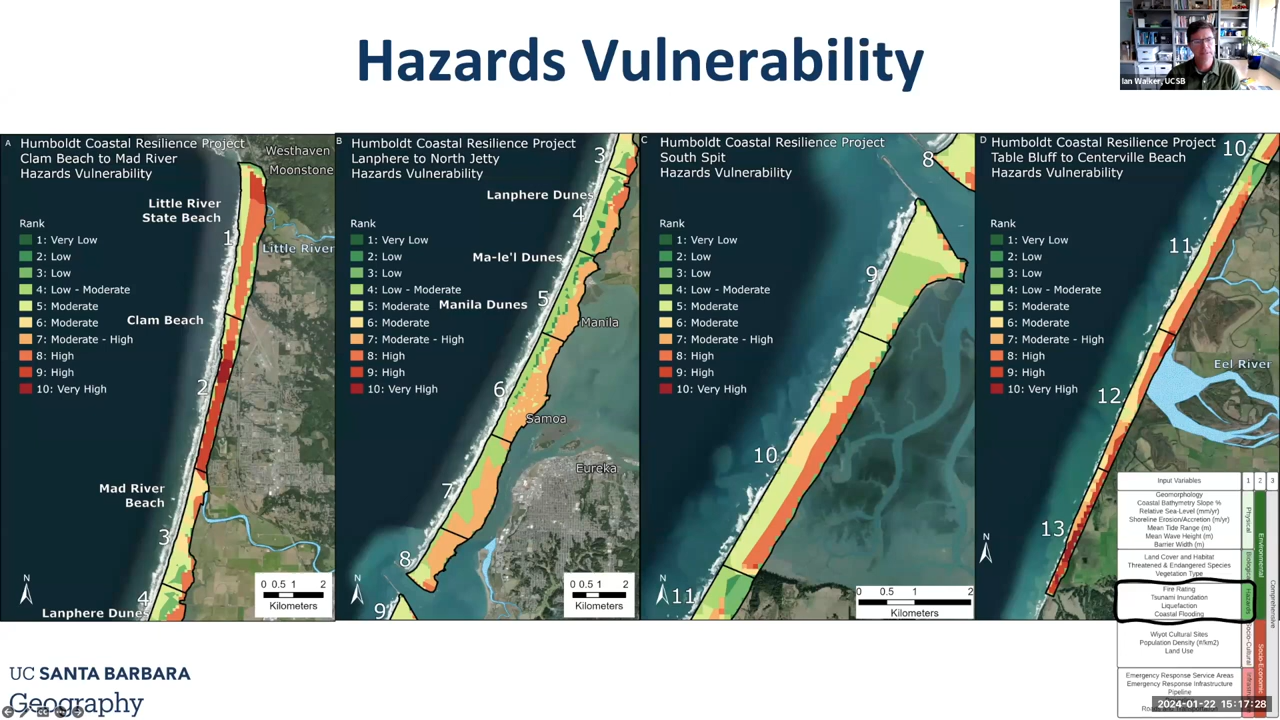 Hazards Vulnerability
Ian Walker, UCSB
A
Humboldt Coastal Resilience Project
Clam Beach to Mad River
Hazards Vulnerability
Westhaven
Moonstone
Little River
State Beach
1
Little River
Rank
1: Very Low
2: Low
3: Low
4: Low - Moderate
5: Moderate
6: Moderate
7: Moderate - High
8: High
9: High
10: Very High
Clam Beach
2
Mad River
Beach
3
4
Lanphere Dunes
N
0 0.5 1 2
Kilometers
B
Humboldt Coastal Resilience Project
Lanphere to North Jetty
Hazards Vulnerability
3
Lanphere Dunes
4
Rank
1: Very Low
2: Low
3: Low
4: Low - Moderate
5: Moderate
6: Moderate
7: Moderate - High
8: High
9: High
10: Very High
Ma-le'l Dunes
Manila Dunes
5
Manila
6
Samoa
Eureka
7
8
9
N
0 0.5 1 2
Kilometers
C
Humboldt Coastal Resilience Project
South Spit
Hazards Vulnerability
8
Rank
1: Very Low
2: Low
3: Low
4: Low - Moderate
5: Moderate
6: Moderate
7: Moderate - High
8: High
9: High
10: Very High
9
10
11
N
0 0.5 1 2
Kilometers
D
Humboldt Coastal Resilience Project
Table Bluff to Centerville Beach
Hazards Vulnerability
10
Rank
1: Very Low
2: Low
3: Low
4: Low - Moderate
5: Moderate
6: Moderate
7: Moderate - High
8: High
9: High
10: Very High
11
Eel River
12
13
N
Input Variables 1 2 3
Geomorphology
Coastal Bathymetry Slope %
Relative Sea-Level (mm/yr)
Shoreline Erosion/Accretion (m/yr)
Mean Tide Range (m)
Mean Wave Height (m)
Barrier Width (m)
Physical
Land Cover and Habitat
Threatened & Endangered Species
Vegetation Type
Environmental
Fire Rating
Tsunami Inundation
Liquefaction
Coastal Flooding
Hazards
Comprehensive
Wiyot Cultural Sites
Population Density (#/km2)
Land Use
Socio-Cultural
Socio-Economic
Emergency Response Service Areas
Emergency Response Infrastructure
Pipeline
2024-01-22 15:17:28
UC SANTA BARBARA
Geography